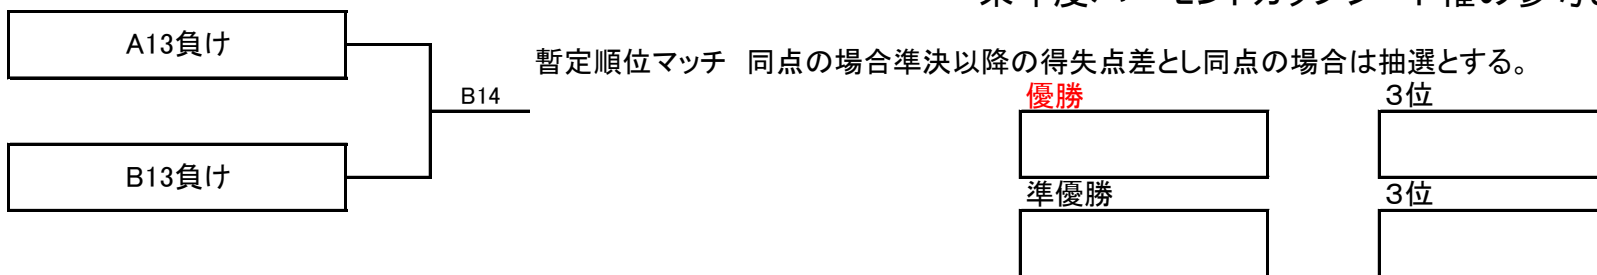 A13負け
暫定順位マッチ　同点の場合準決以降の得失点差とし同点の場合は抽選とする。
B14
優勝
３位
B13負け
準優勝
３位